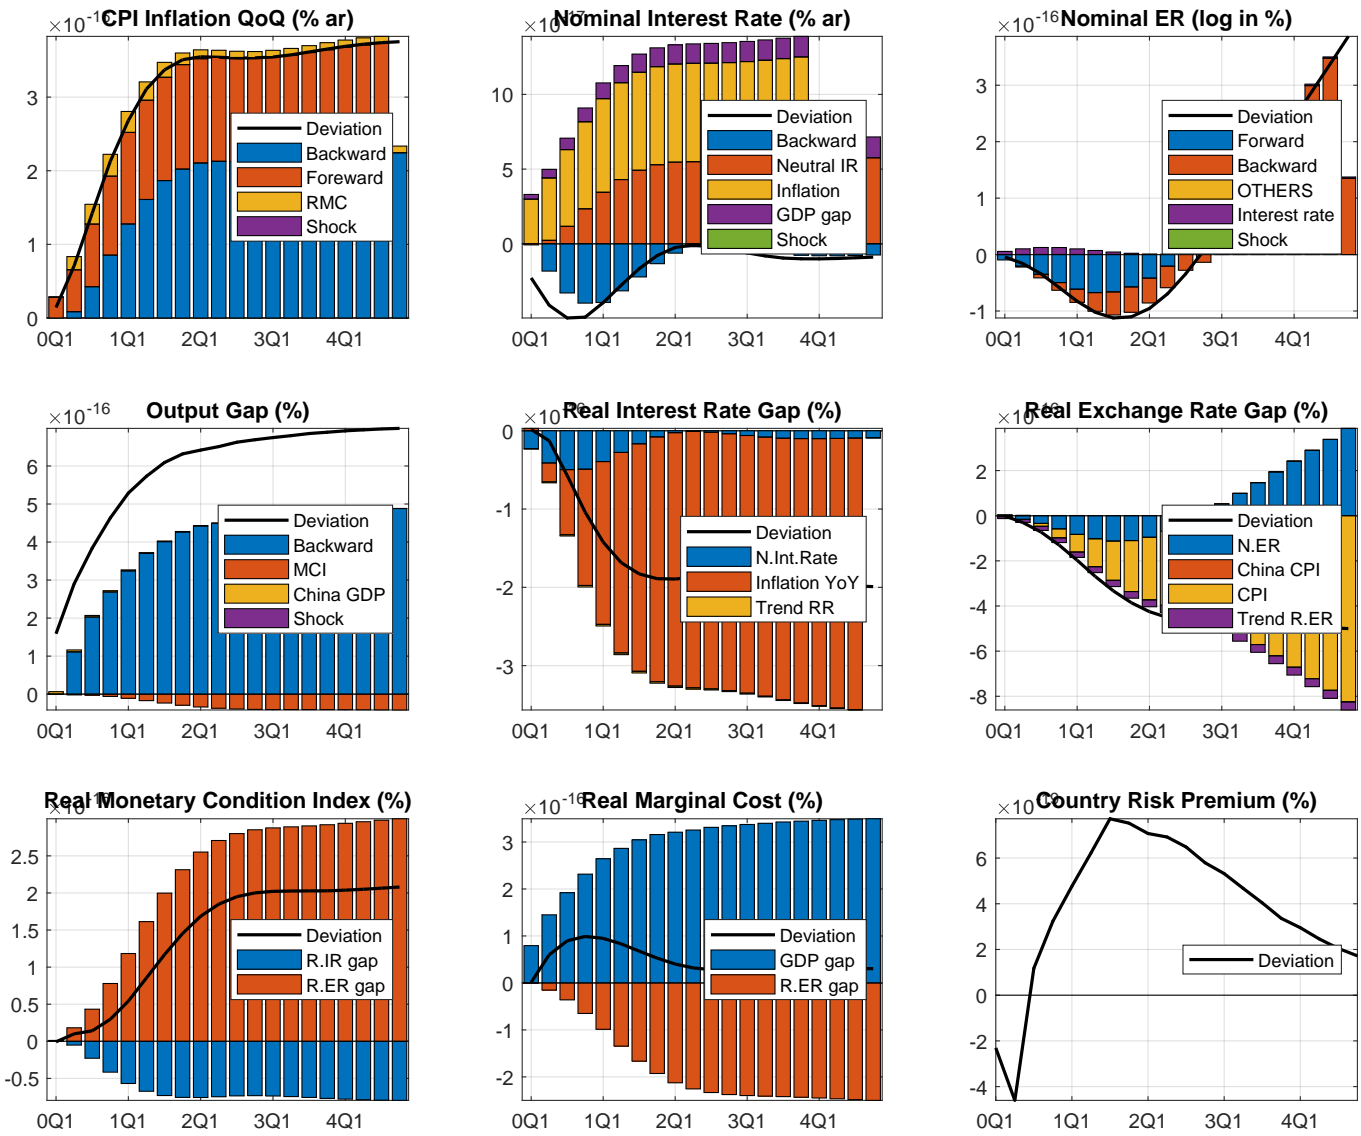 CPI Inflation QoQ (% ar)
×10-16
3
2
1
0
0Q1 1Q1 2Q1 3Q1 4Q1
Deviation
Backward
Foreward
RMC
Shock
Nominal Interest Rate (% ar)
×10-17
10
5
0
0Q1 1Q1 2Q1 3Q1 4Q1
Deviation
Backward
Neutral IR
Inflation
GDP gap
Shock
Nominal ER (log in %)
×10-16
3
2
1
0
-1
0Q1 1Q1 2Q1 3Q1 4Q1
Deviation
Forward
Backward
OTHERS
Interest rate
Shock
Output Gap (%)
×10-16
6
5
4
3
2
1
0
0Q1 1Q1 2Q1 3Q1 4Q1
Deviation
Backward
MCI
China GDP
Shock
Real Interest Rate Gap (%)
0
-1
-2
-3
0Q1 1Q1 2Q1 3Q1 4Q1
Deviation
N.Int.Rate
Inflation YoY
Trend RR
Real Exchange Rate Gap (%)
2
0
-2
-4
-6
-8
0Q1 1Q1 2Q1 3Q1 4Q1
Deviation
N.ER
China CPI
CPI
Trend R.ER
Real Monetary Condition Index (%)
2.5
2
1.5
1
0.5
0
-0.5
0Q1 1Q1 2Q1 3Q1 4Q1
Deviation
R.IR gap
R.ER gap
Real Marginal Cost (%)
×10-16
3
2
1
0
-1
-2
0Q1 1Q1 2Q1 3Q1 4Q1
Deviation
GDP gap
R.ER gap
Country Risk Premium (%)
6
4
2
0
-2
-4
0Q1 1Q1 2Q1 3Q1 4Q1
Deviation